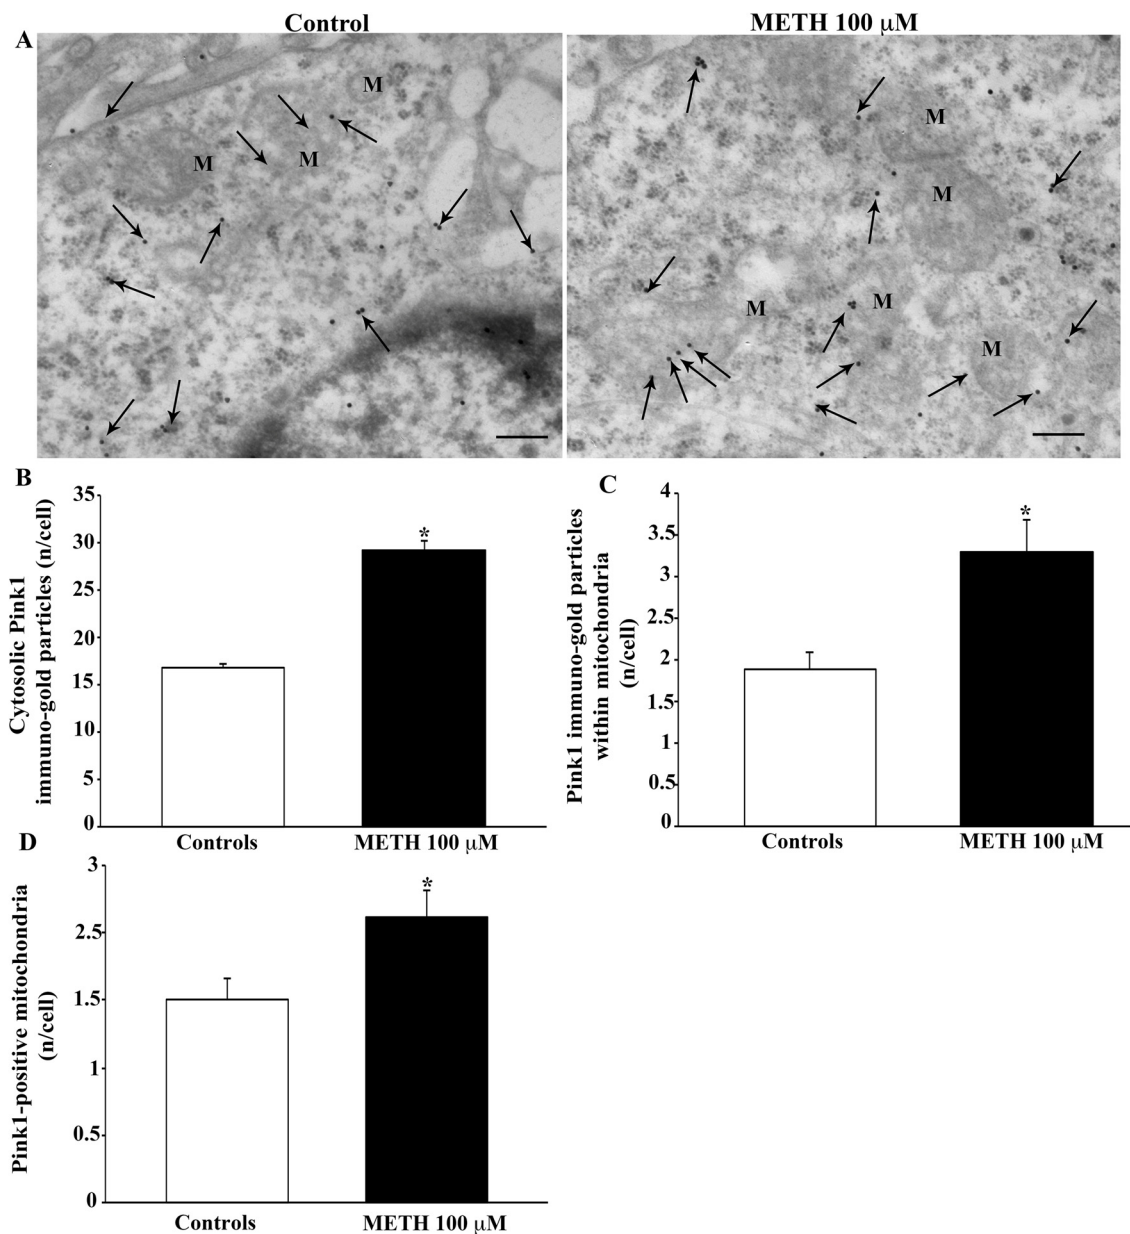 Control
METH 100 μM
A
M
M
M
M
M
M
M
M
B
Cytosolic Pink1
immuno-gold particles (n/cell)
35
30
25
20
15
10
5
0
*
Controls
METH 100 μM
C
Pink1 immuno-gold particles
within mitochondria
(n/cell)
4
3.5
3
2.5
2
1.5
1
0.5
0
*
Controls
METH 100 μM
D
Pink1-positive mitochondria
(n/cell)
3
2.5
1.5
1
0.5
0
*
Controls
METH 100 μM